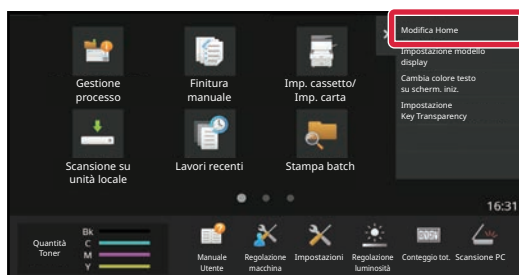 Modifica Home
Impostazione modello
display
Cambia colore testo
su scherm. iniz.
Impostazione
Key Transparency
Gestione
processo
Finitura
manuale
Imp. cassetto/
Imp. carta
Scansione su
unità locale
Lavori recenti
Stampa batch
16:31
Quantità
Toner
Bk
C
M
Y
Manuale
Utente
Regolazione
macchina
Impostazioni
Regolazione
luminosità
Conteggio tot.
Scansione PC